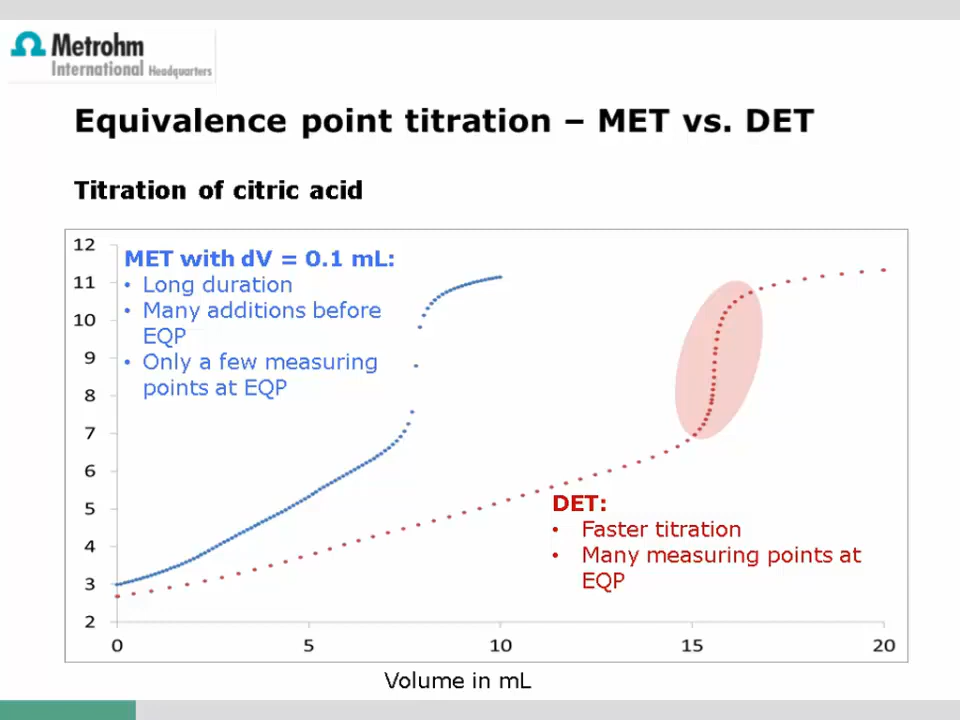 Metrohm
International Headquarters
Equivalence point titration – MET vs. DET
Titration of citric acid
12
11
10
9
8
7
6
5
4
3
2
MET with dV = 0.1 mL:
• Long duration
• Many additions before
EQP
• Only a few measuring
points at EQP
DET:
• Faster titration
• Many measuring points at
EQP
0 5 10 15 20
Volume in mL